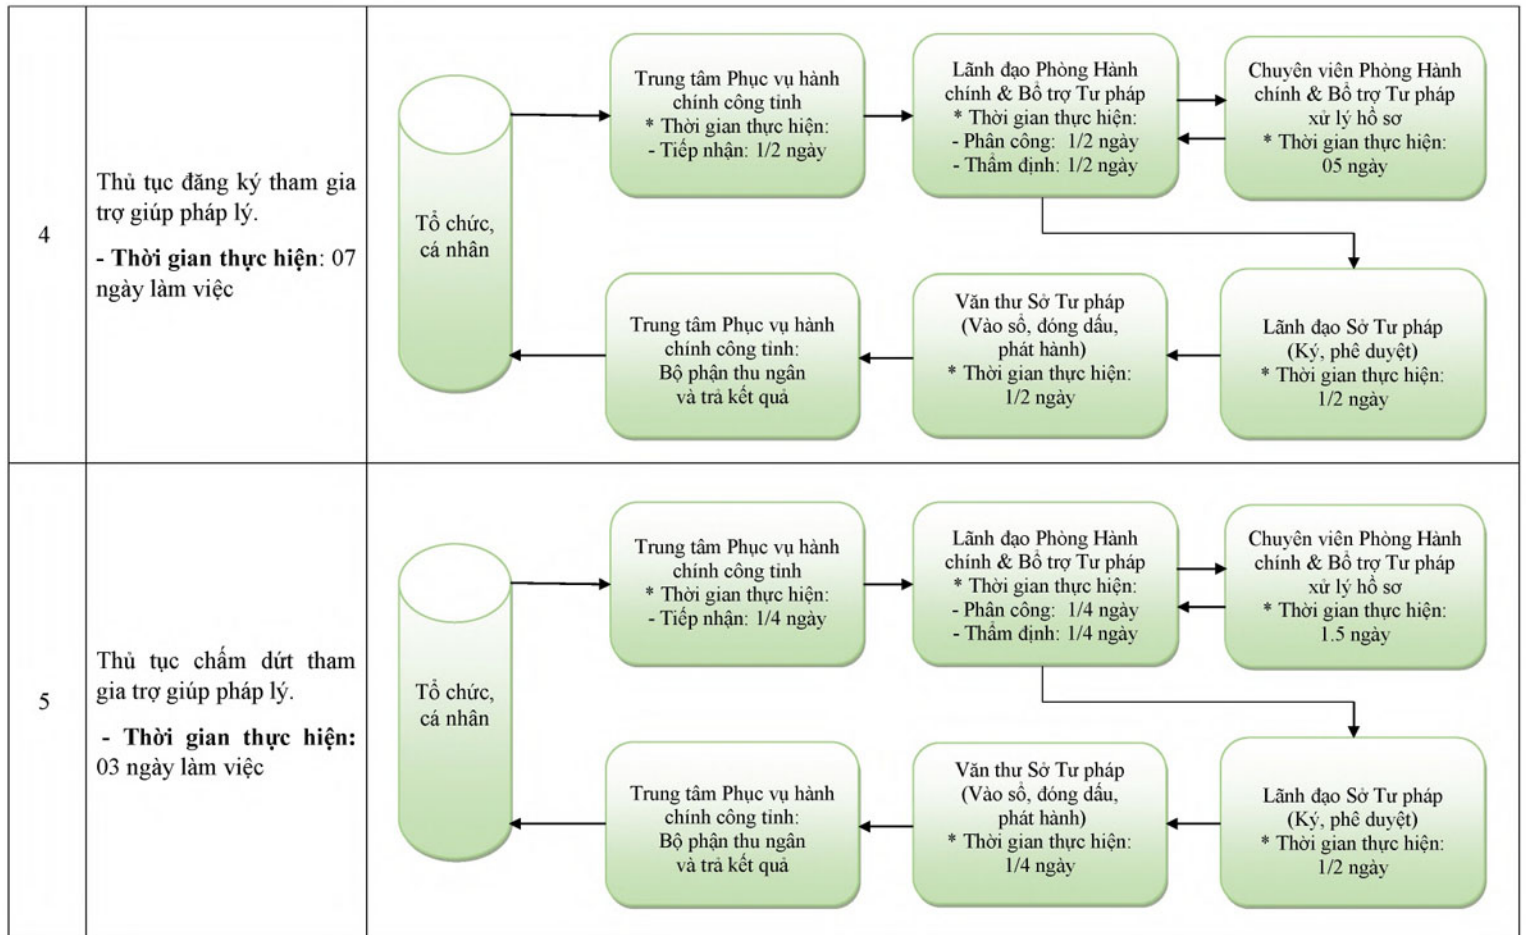 4
Thủ tục đăng ký tham gia
trợ giúp pháp lý.
- Thời gian thực hiện: 07
ngày làm việc
Tổ chức,
cá nhân
Trung tâm Phục vụ hành
chính công tỉnh
* Thời gian thực hiện:
- Tiếp nhận: 1/2 ngày
Lãnh đạo Phòng Hành
chính & Bổ trợ Tư pháp
* Thời gian thực hiện:
- Phân công: 1/2 ngày
- Thẩm định: 1/2 ngày
Chuyên viên Phòng Hành
chính & Bổ trợ Tư pháp
xử lý hồ sơ
* Thời gian thực hiện:
05 ngày
Lãnh đạo Sở Tư pháp
(Ký, phê duyệt)
* Thời gian thực hiện:
1/2 ngày
Văn thư Sở Tư pháp
(Vào sổ, đóng dấu,
phát hành)
* Thời gian thực hiện:
1/2 ngày
Trung tâm Phục vụ hành
chính công tỉnh:
Bộ phận thu ngân
và trả kết quả
5
Thủ tục chấm dứt tham
gia trợ giúp pháp lý.
- Thời gian thực hiện:
03 ngày làm việc
Tổ chức,
cá nhân
Trung tâm Phục vụ hành
chính công tỉnh
* Thời gian thực hiện:
- Tiếp nhận: 1/4 ngày
Lãnh đạo Phòng Hành
chính & Bổ trợ Tư pháp
* Thời gian thực hiện:
- Phân công: 1/4 ngày
- Thẩm định: 1/4 ngày
Chuyên viên Phòng Hành
chính & Bổ trợ Tư pháp
xử lý hồ sơ
* Thời gian thực hiện:
1.5 ngày
Lãnh đạo Sở Tư pháp
(Ký, phê duyệt)
* Thời gian thực hiện:
1/2 ngày
Văn thư Sở Tư pháp
(Vào sổ, đóng dấu,
phát hành)
* Thời gian thực hiện:
1/4 ngày
Trung tâm Phục vụ hành
chính công tỉnh:
Bộ phận thu ngân
và trả kết quả